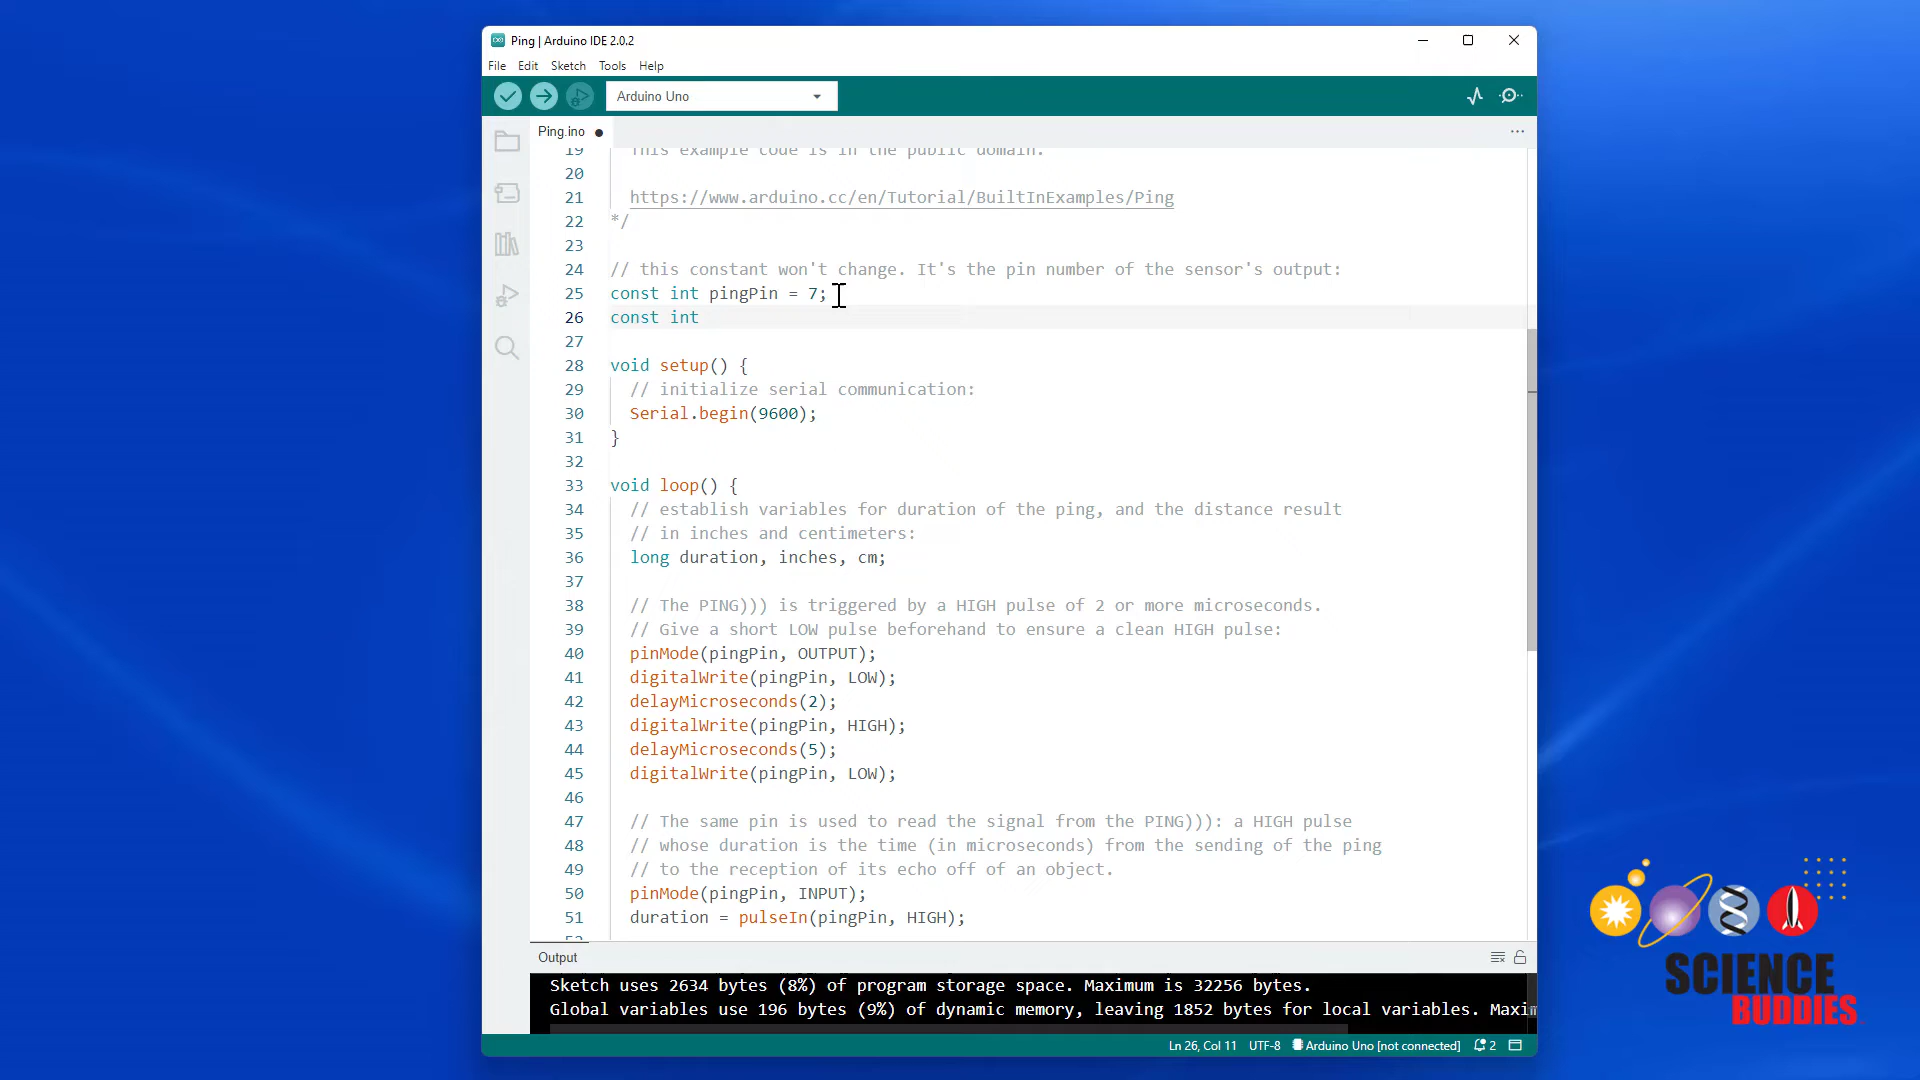 Ping | Arduino IDE 2.0.2
File Edit Sketch Tools Help
Arduino Uno
Ping.ino
19 This example code is in the public domain.
20
21 https://www.arduino.cc/en/Tutorial/BuiltInExamples/Ping
22 */
23
24 // this constant won't change. It's the pin number of the sensor's output:
25 const int pingPin = 7;
26 const int
27
28 void setup() {
29 // initialize serial communication:
30 Serial.begin(9600);
31 }
32
33 void loop() {
34 // establish variables for duration of the ping, and the distance result
35 // in inches and centimeters:
36 long duration, inches, cm;
37
38 // The PING))) is triggered by a HIGH pulse of 2 or more microseconds.
39 // Give a short LOW pulse beforehand to ensure a clean HIGH pulse:
40 pinMode(pingPin, OUTPUT);
41 digitalWrite(pingPin, LOW);
42 delayMicroseconds(2);
43 digitalWrite(pingPin, HIGH);
44 delayMicroseconds(5);
45 digitalWrite(pingPin, LOW);
46
47 // The same pin is used to read the signal from the PING))): a HIGH pulse
48 // whose duration is the time (in microseconds) from the sending of the ping
49 // to the reception of its echo off of an object.
50 pinMode(pingPin, INPUT);
51 duration = pulseIn(pingPin, HIGH);
Output
Sketch uses 2634 bytes (8%) of program storage space. Maximum is 32256 bytes.
Global variables use 196 bytes (9%) of dynamic memory, leaving 1852 bytes for local variables.
Ln 26, Col 11 UTF-8 Arduino Uno [not connected] 2
SCIENCE
BUDDIES